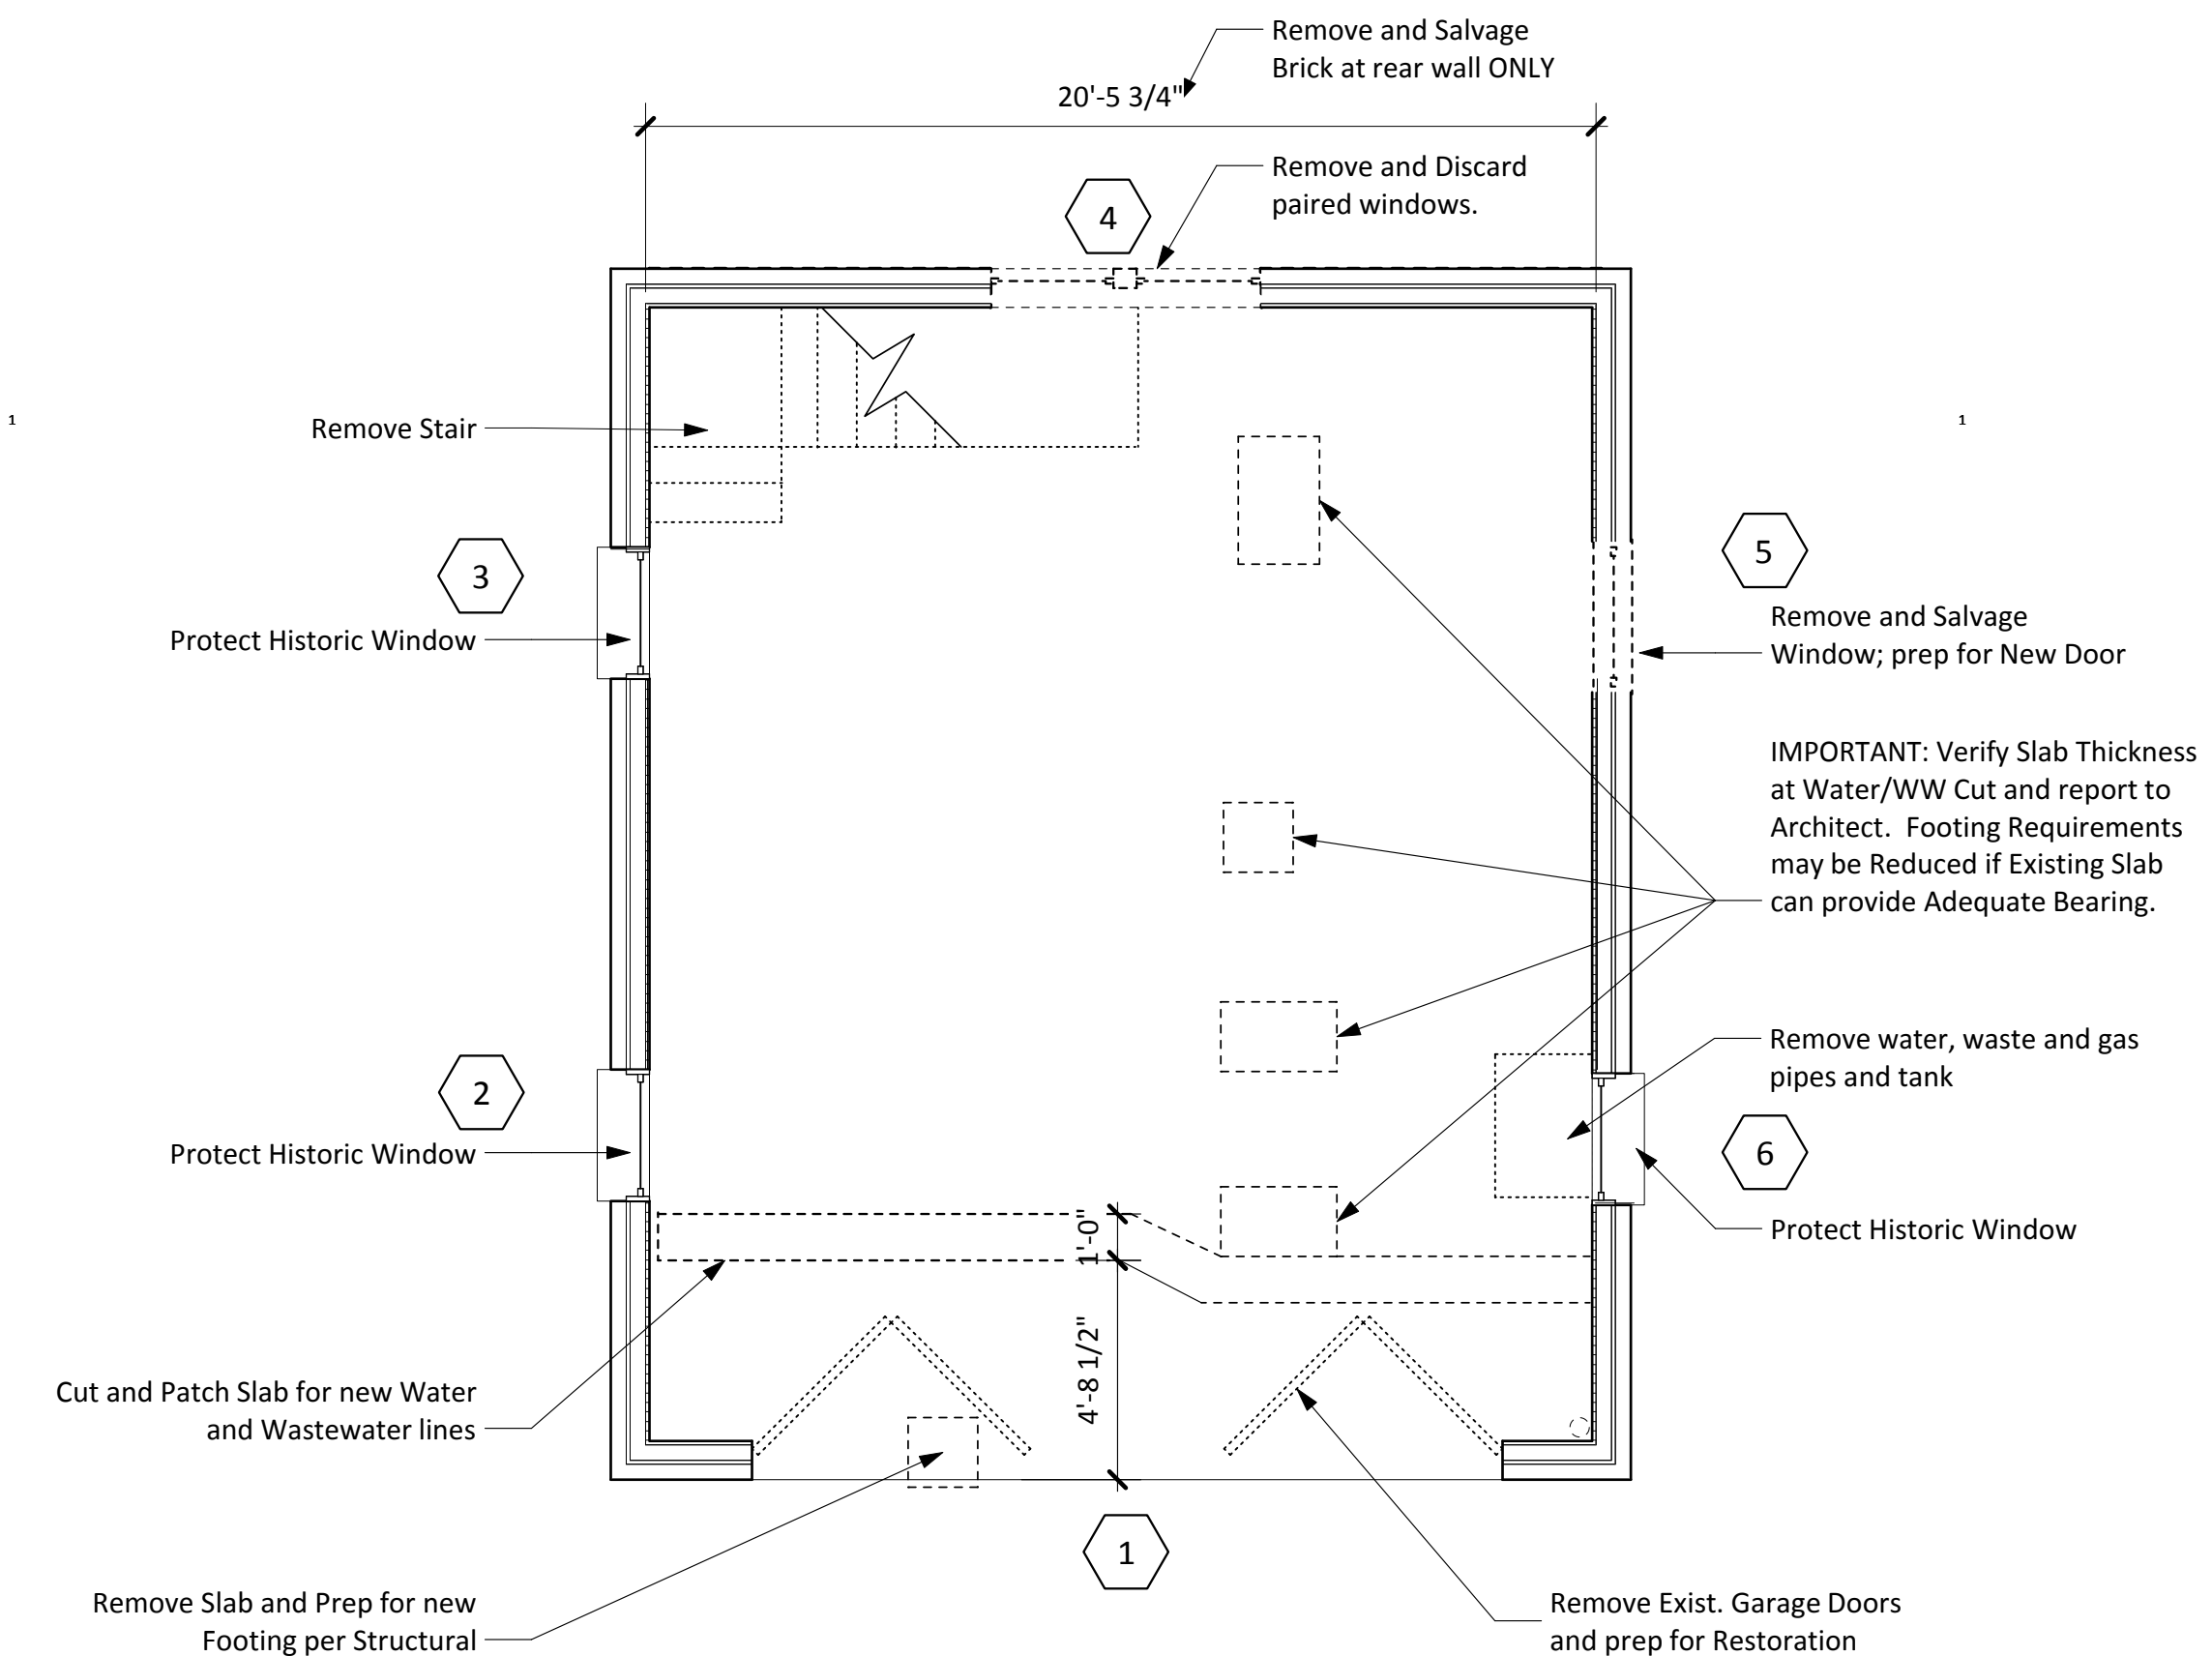 Remove and Salvage
Brick at rear wall ONLY
20'-5 3/4"
Remove and Discard
paired windows.
4
1
Remove Stair
1
3
Protect Historic Window
5
Remove and Salvage
Window; prep for New Door
IMPORTANT: Verify Slab Thickness
at Water/WW Cut and report to
Architect.  Footing Requirements
may be Reduced if Existing Slab
can provide Adequate Bearing.
Remove water, waste and gas
pipes and tank
2
Protect Historic Window
6
Protect Historic Window
1'-0"
4'-8 1/2"
Cut and Patch Slab for new Water
and Wastewater lines
1
Remove Slab and Prep for new
Footing per Structural
Remove Exist. Garage Doors
and prep for Restoration